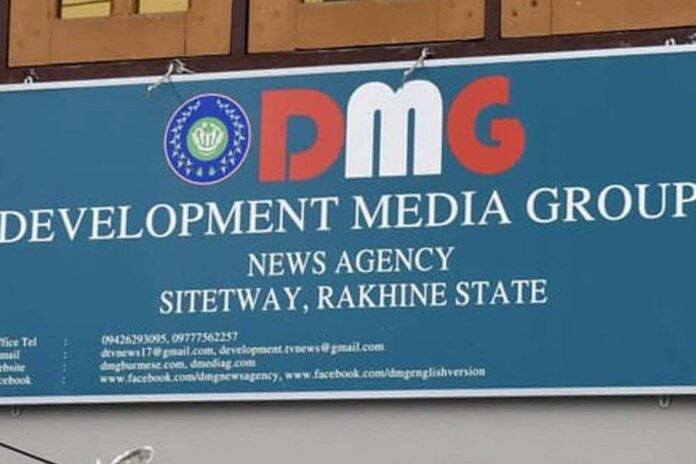 DMG
DEVELOPMENT MEDIA GROUP
NEWS AGENCY
SITETWAY, RAKHINE STATE
ffice Tel : 09426293095, 09777562257
mail : dtvnews17@gmail.com, development.tvnews@gmail.com
ebsite : dmgburmese.com, dmediag.com
cebook : www.facebook.com/dmgnewsagency, www.facebook.com/dmgenglishversion